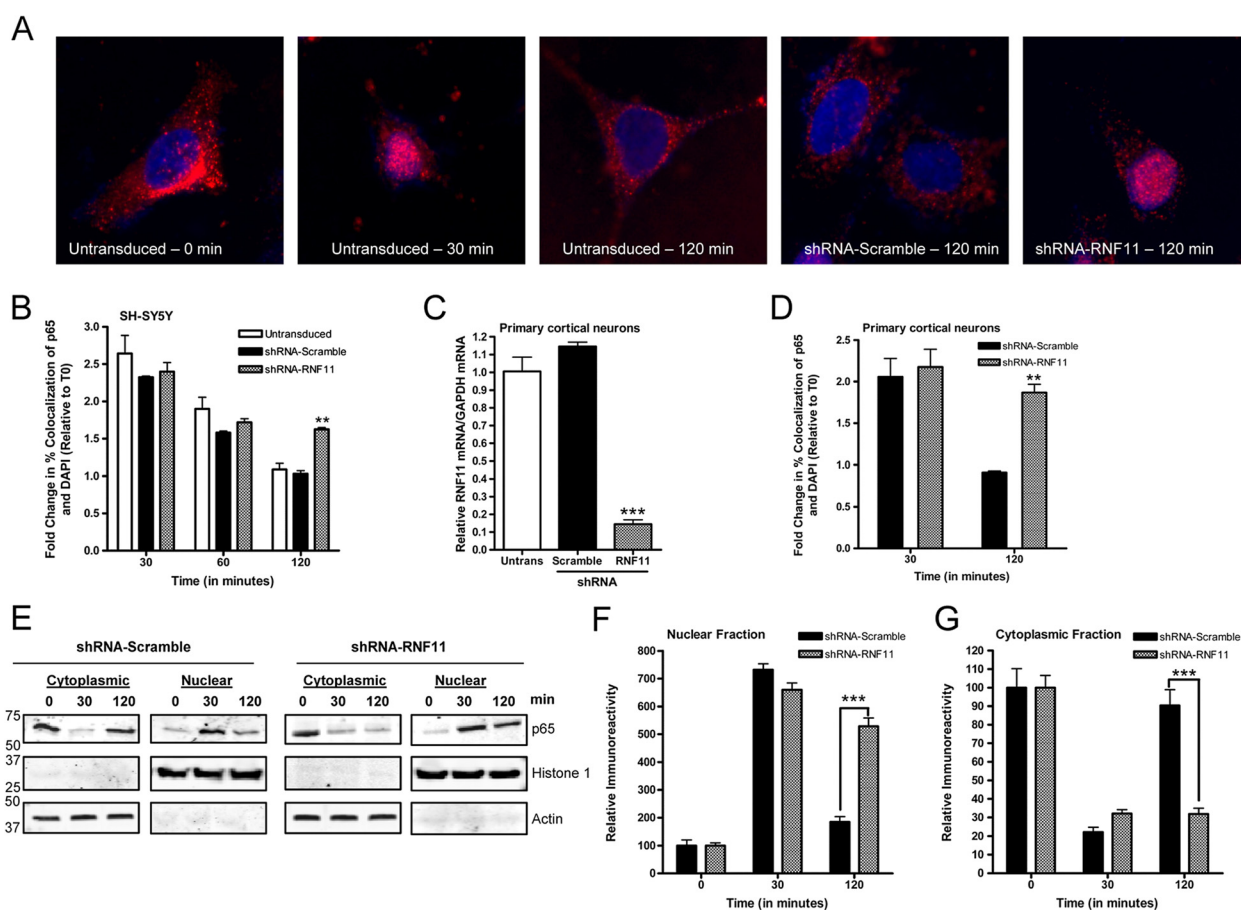 A
Untransduced – 0 min
Untransduced – 30 min
Untransduced – 120 min
shRNA-Scramble – 120 min
shRNA-RNF11 – 120 min
B
SH-SY5Y
Fold Change in % Colocalization of p65
and DAPI (Relative to T0)
3.0
2.5
2.0
1.5
1.0
0.5
0.0
Untransduced
shRNA-Scramble
shRNA-RNF11
**
30
60
120
Time (in minutes)
C
Primary cortical neurons
Relative RNF11 mRNA/GAPDH mRNA
1.2
1.1
1.0
0.9
0.8
0.7
0.6
0.5
0.4
0.3
0.2
0.1
0.0
***
Untrans
Scramble
RNF11
shRNA
D
Primary cortical neurons
Fold Change in % Colocalization of p65
and DAPI (Relative to T0)
2.5
2.0
1.5
1.0
0.5
0.0
shRNA-Scramble
shRNA-RNF11
**
30
120
Time (in minutes)
E
shRNA-Scramble
shRNA-RNF11
Cytoplasmic
Nuclear
Cytoplasmic
Nuclear
0 30 120
0 30 120
0 30 120
0 30 120
min
75
50
p65
37
25
Histone 1
50
37
Actin
F
Nuclear Fraction
Relative Immunoreactivity
800
700
600
500
400
300
200
100
0
shRNA-Scramble
shRNA-RNF11
***
0
30
120
Time (in minutes)
G
Cytoplasmic Fraction
Relative Immunoreactivity
120
110
100
90
80
70
60
50
40
30
20
10
0
shRNA-Scramble
shRNA-RNF11
***
0
30
120
Time (in minutes)